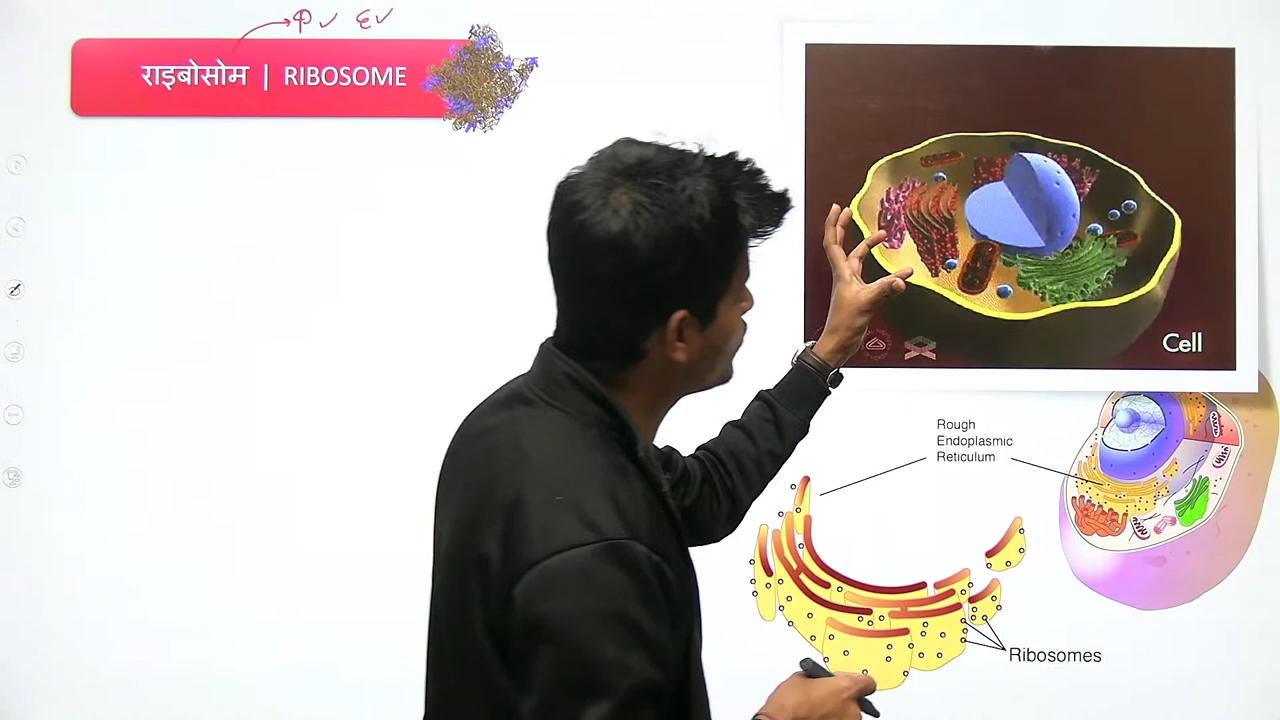 P ✓ E ✓
राइबोसोम | RIBOSOME
Cell
Rough
Endoplasmic
Reticulum
Ribosomes